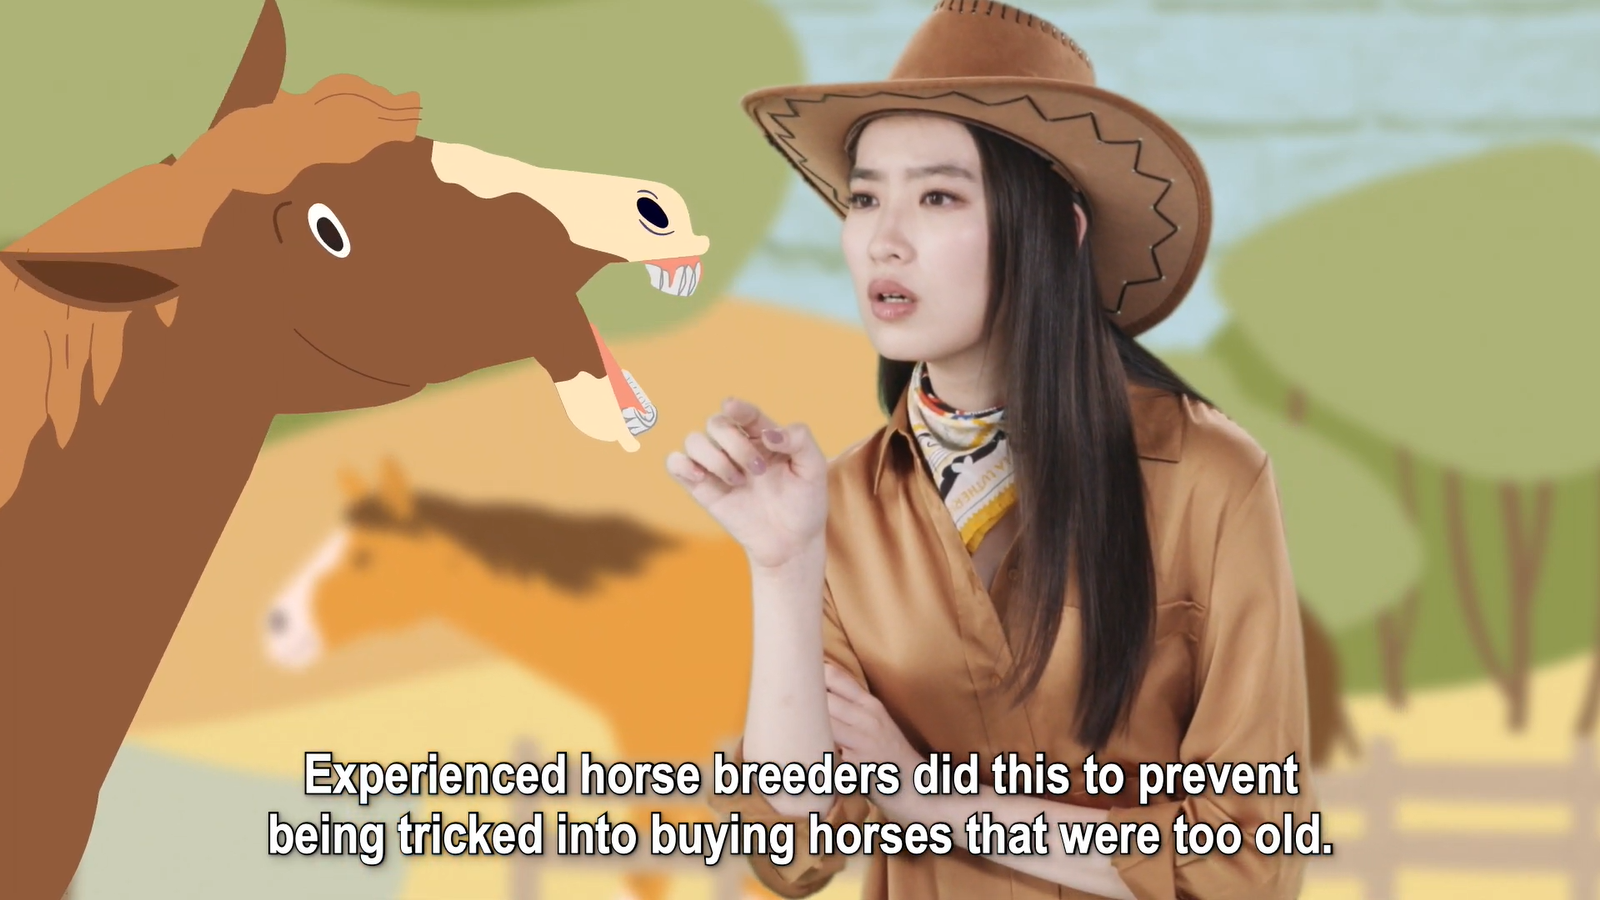 Experienced horse breeders did this to prevent
being tricked into buying horses that were too old.